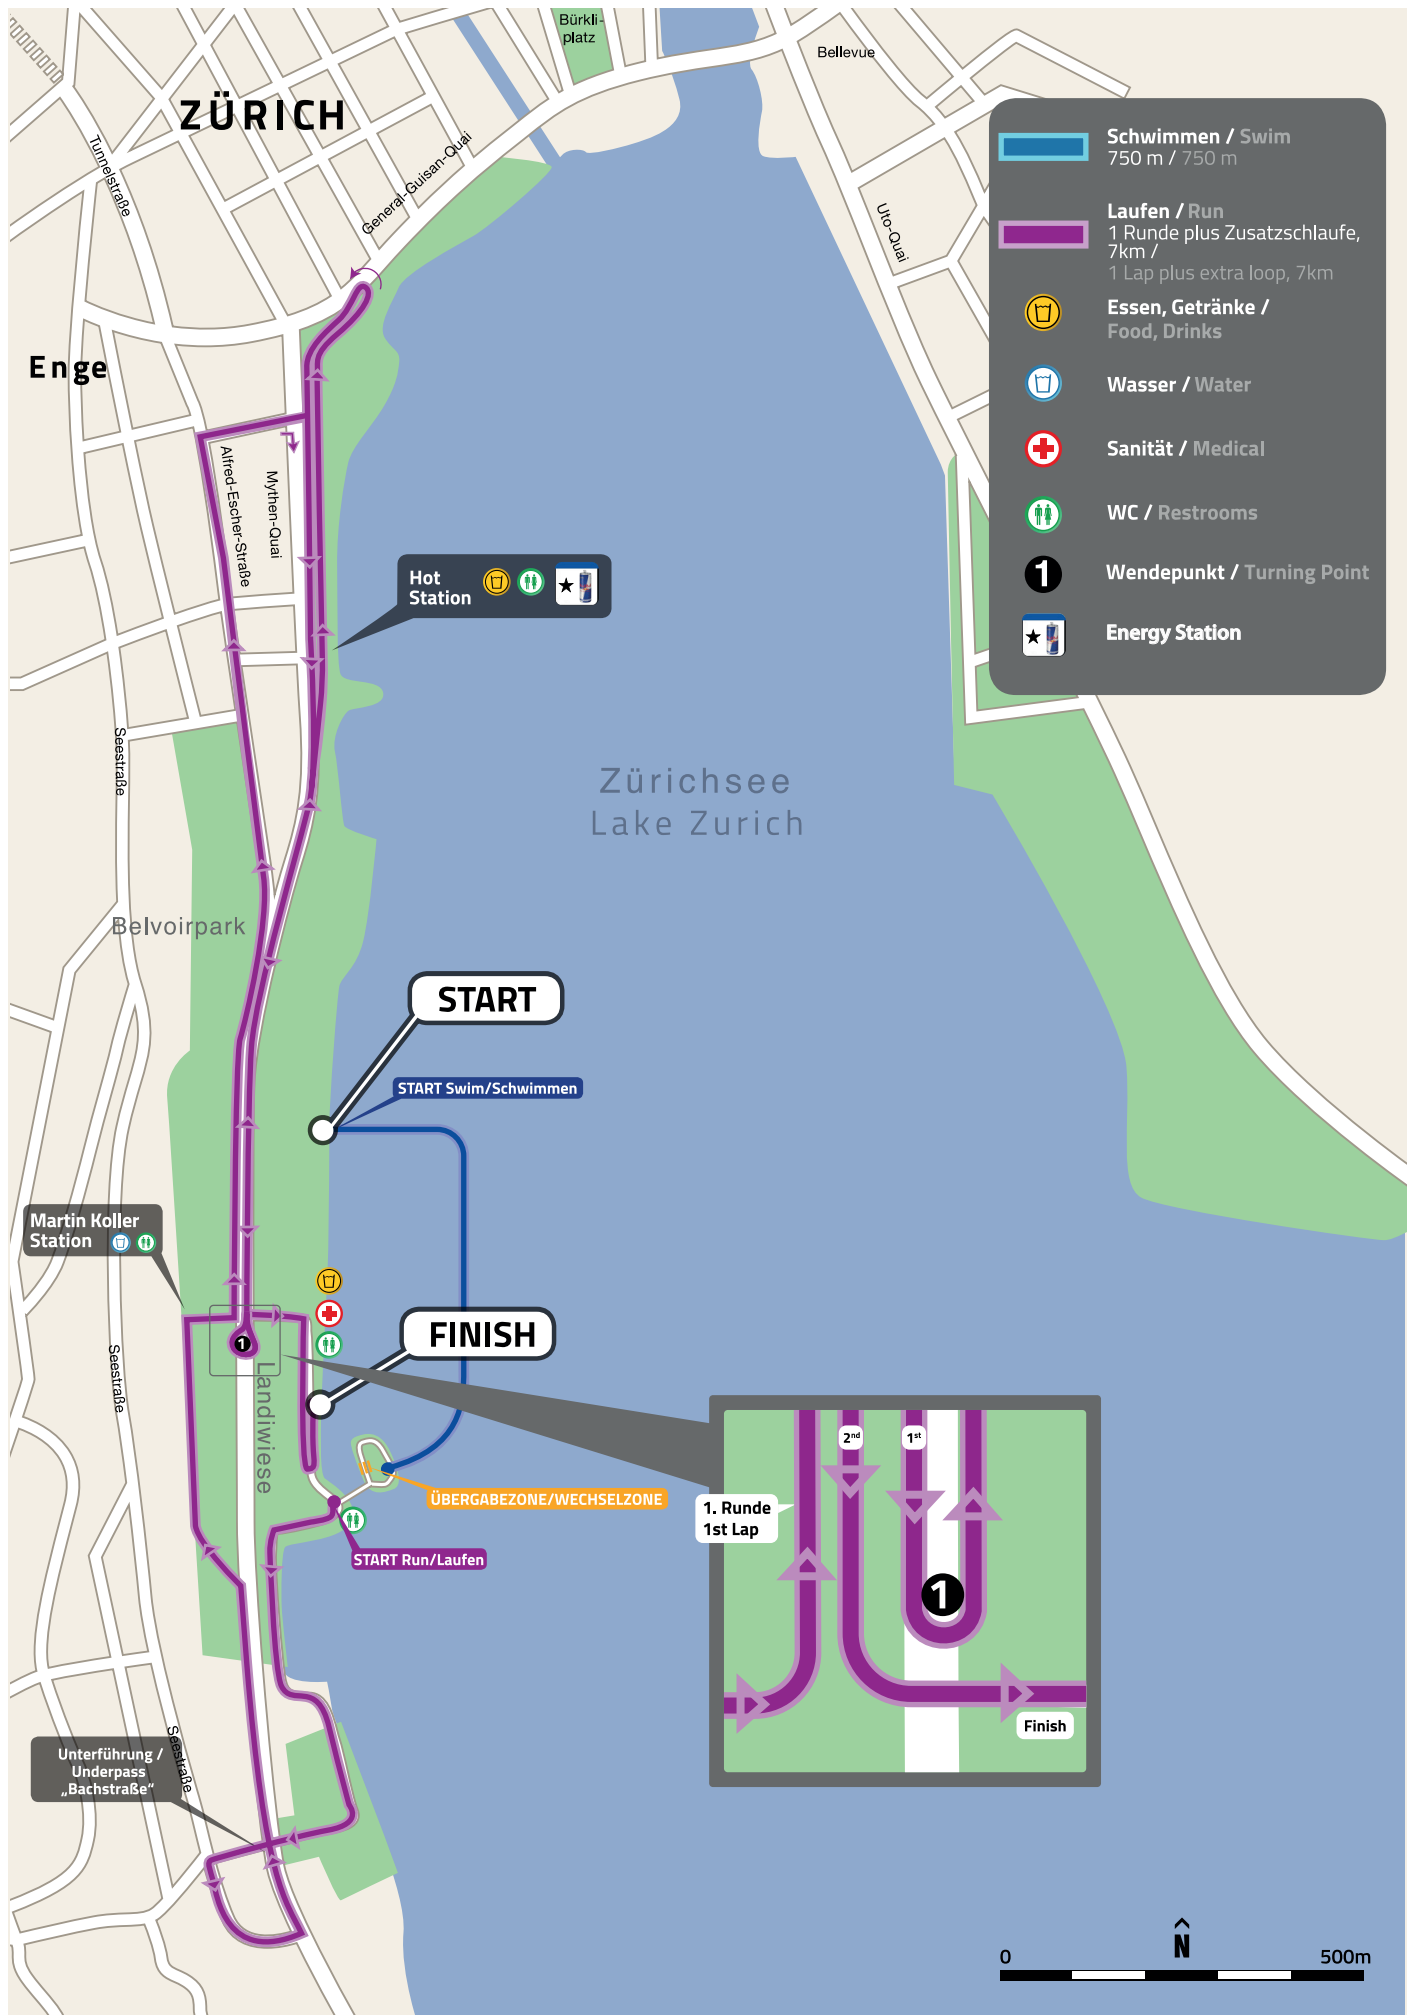 Bürkli-
platz
Bellevue
ZÜRICH
Tunnelstraße
General-Guisan-Quai
Uto-Quai
Schwimmen / Swim
750 m / 750 m
Laufen / Run
1 Runde plus Zusatzschlaufe,
7km /
1 Lap plus extra loop, 7km
Essen, Getränke /
Food, Drinks
Wasser / Water
Sanität / Medical
WC / Restrooms
1 Wendepunkt / Turning Point
Energy Station
Enge
Alfred-Escher-Straße
Mythen-Quai
Hot
Station
Seestraße
Zürichsee
Lake Zurich
Belvoirpark
START
START Swim/Schwimmen
Martin Koller
Station
FINISH
1
Landiwiese
Seestraße
ÜBERGABEZONE/WECHSELZONE
START Run/Laufen
2nd
1st
1. Runde
1st Lap
1
Finish
Seestraße
Unterführung /
Underpass
„Bachstraße“
N
0
500m